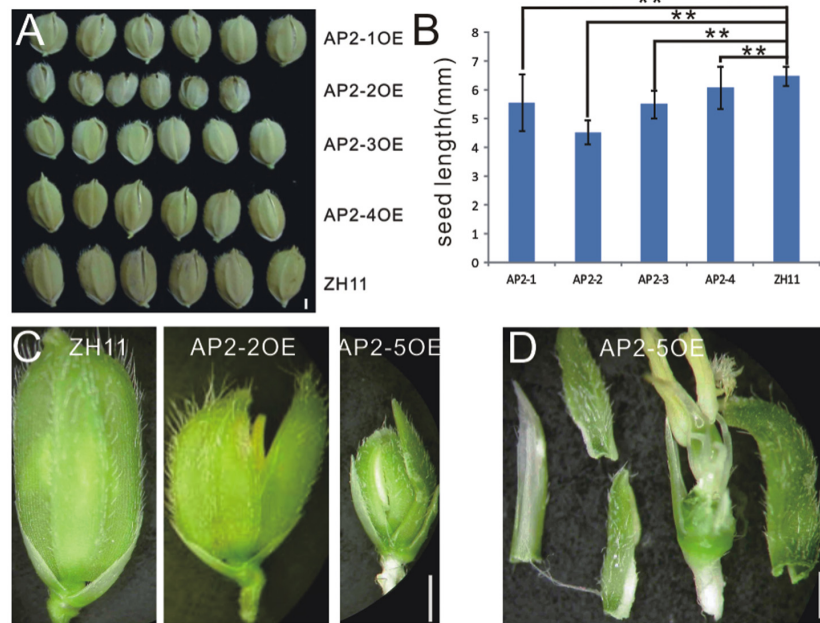 A
AP2-1OE
AP2-2OE
AP2-3OE
AP2-4OE
ZH11
B
**
**
**
**
seed length(mm)
8
7
6
5
4
3
2
1
0
AP2-1
AP2-2
AP2-3
AP2-4
ZH11
C ZH11
AP2-2OE
AP2-5OE
D AP2-5OE